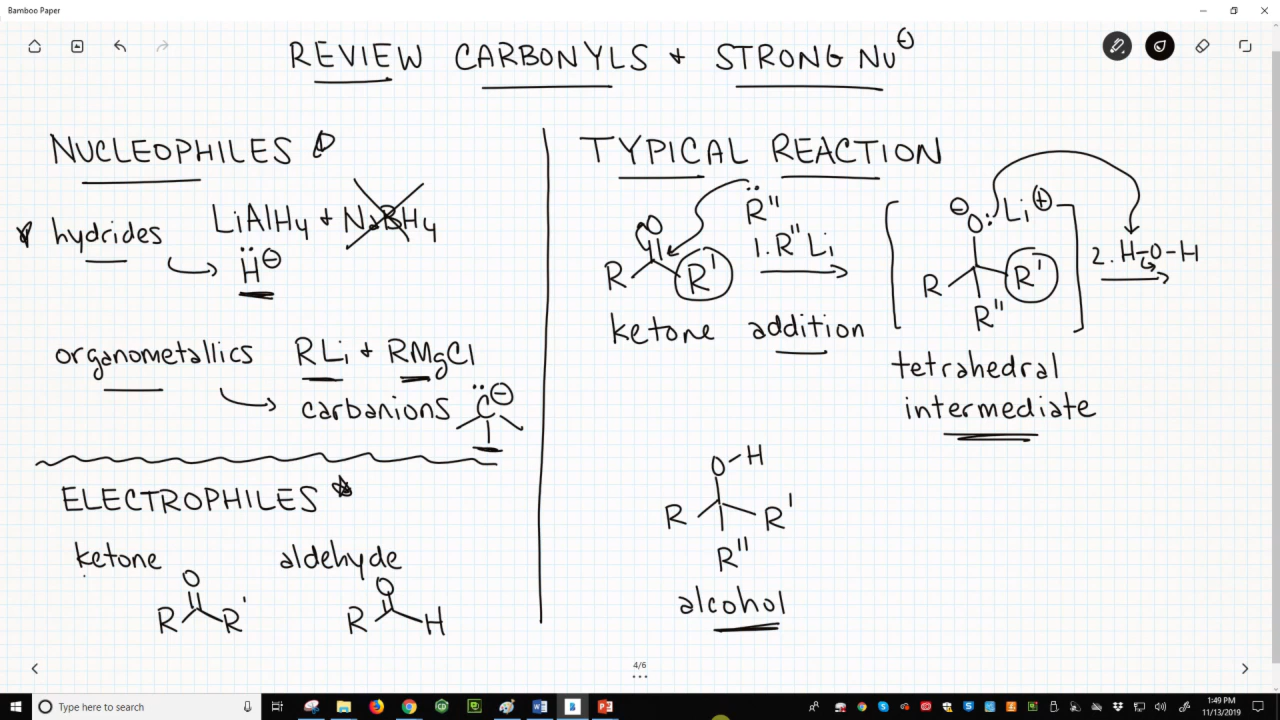 Bamboo Paper
REVIEW CARBONYLS + STRONG Nu⊖
NUCLEOPHILES
hydrides LiAlH4 + NaBH4
H⊖
organometallics RLi + RMgCl
carbanions C⊖
ELECTROPHILES
ketone aldehyde
O O
R R' R H
TYPICAL REACTION
O R'' ⊖ O: Li⊕
R R' 1. R''Li R R' 2. H-O-H
R''
ketone addition
tetrahedral
intermediate
O-H
R R'
R''
alcohol
4/6
Type here to search
1:49 PM
11/13/2019